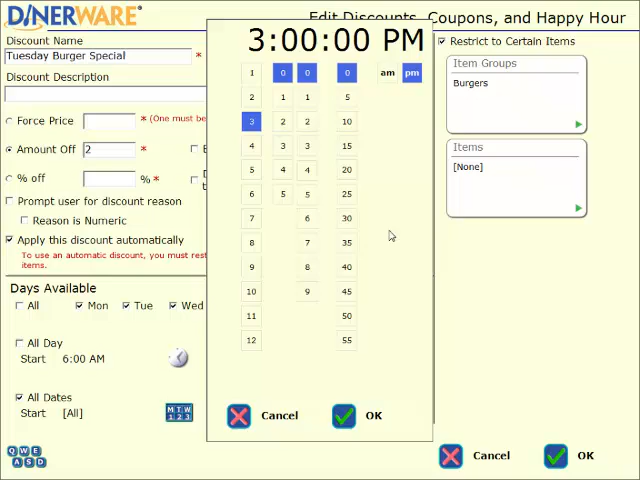 DINERWARE®
Edit Discounts, Coupons, and Happy Hour
Discount Name
Tuesday Burger Special *
Discount Description
Force Price * (One must be
Amount Off 2 *
% off % *
Prompt user for discount reason
Reason is Numeric
Apply this discount automatically
To use an automatic discount, you must rest
items.
Days Available
All Mon Tue Wed
All Day
Start 6:00 AM
All Dates
Start [All]
M T W
1 2 3
Q W E
A S D
3:00:00 PM
1 0 0 0 am pm
2 1 1 5
3 2 2 10
4 3 3 15
5 4 4 20
6 5 5 25
7 6 30
8 7 35
9 8 40
10 9 45
11 50
12 55
Cancel OK
Restrict to Certain Items
Item Groups
Burgers
Items
[None]
Cancel OK